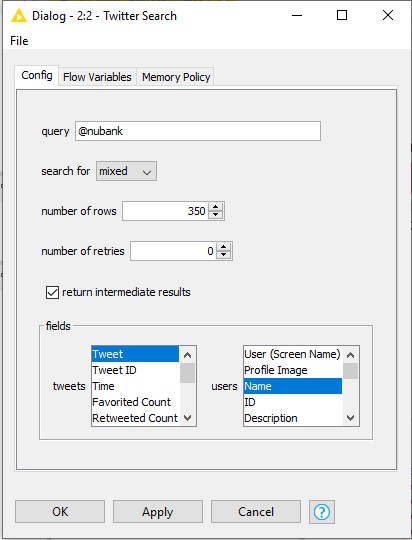 Dialog - 2:2 - Twitter Search
File
Config Flow Variables Memory Policy
query @nubank
search for mixed
number of rows 350
number of retries 0
return intermediate results
fields
tweets
Tweet
Tweet ID
Time
Favorited Count
Retweeted Count
users
User (Screen Name)
Profile Image
Name
ID
Description
OK Apply Cancel ?